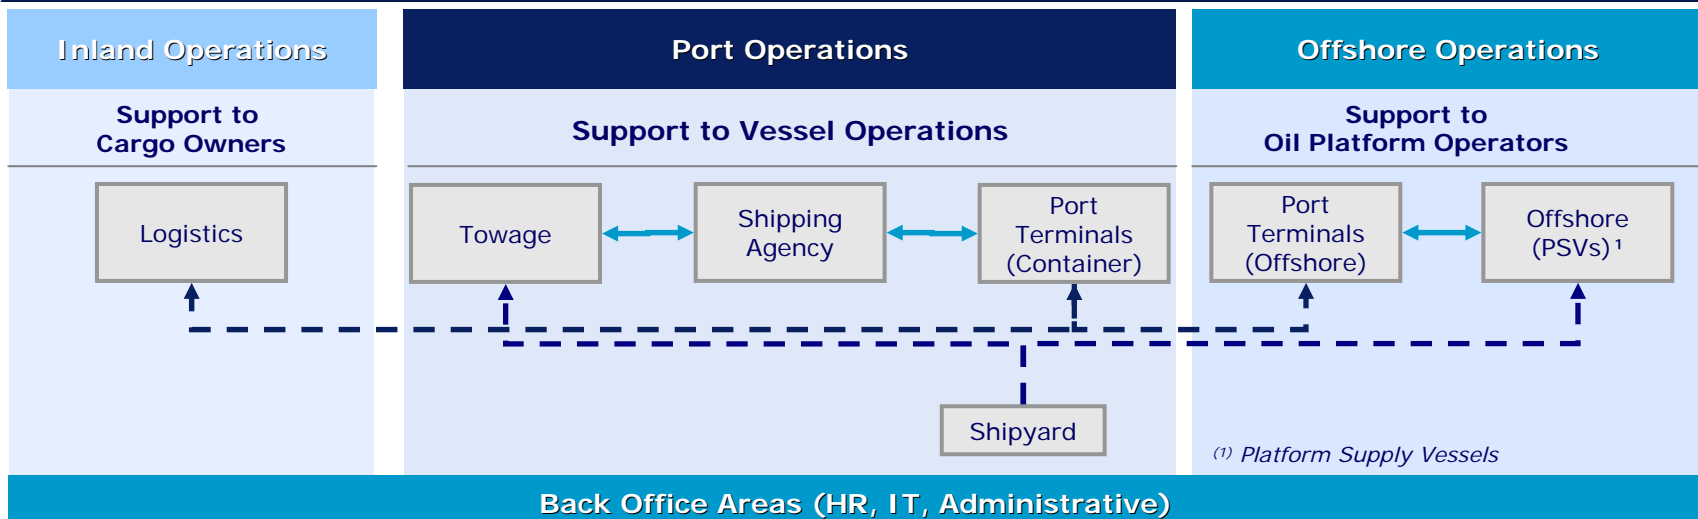 Inland Operations
Port Operations
Offshore Operations
Support to
Cargo Owners
Support to Vessel Operations
Support to
Oil Platform Operators
Logistics
Towage
Shipping
Agency
Port
Terminals
(Container)
Port
Terminals
(Offshore)
Offshore
(PSVs)¹
Shipyard
(1) Platform Supply Vessels
Back Office Areas (HR, IT, Administrative)